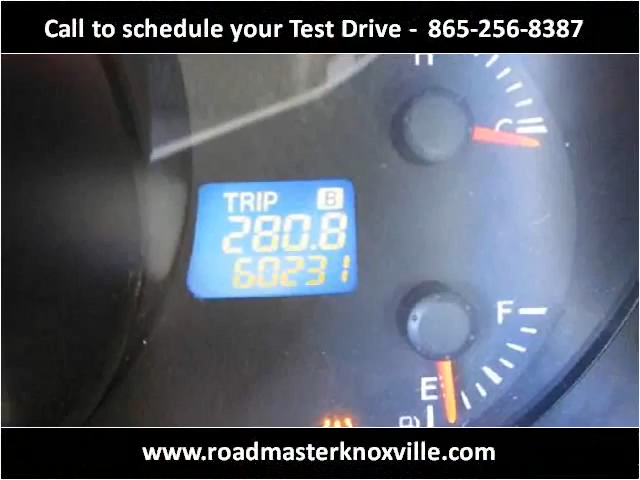 Call to schedule your Test Drive - 865-256-8387
H
C
TRIP B
280.8
60231
F
E
www.roadmasterknoxville.com